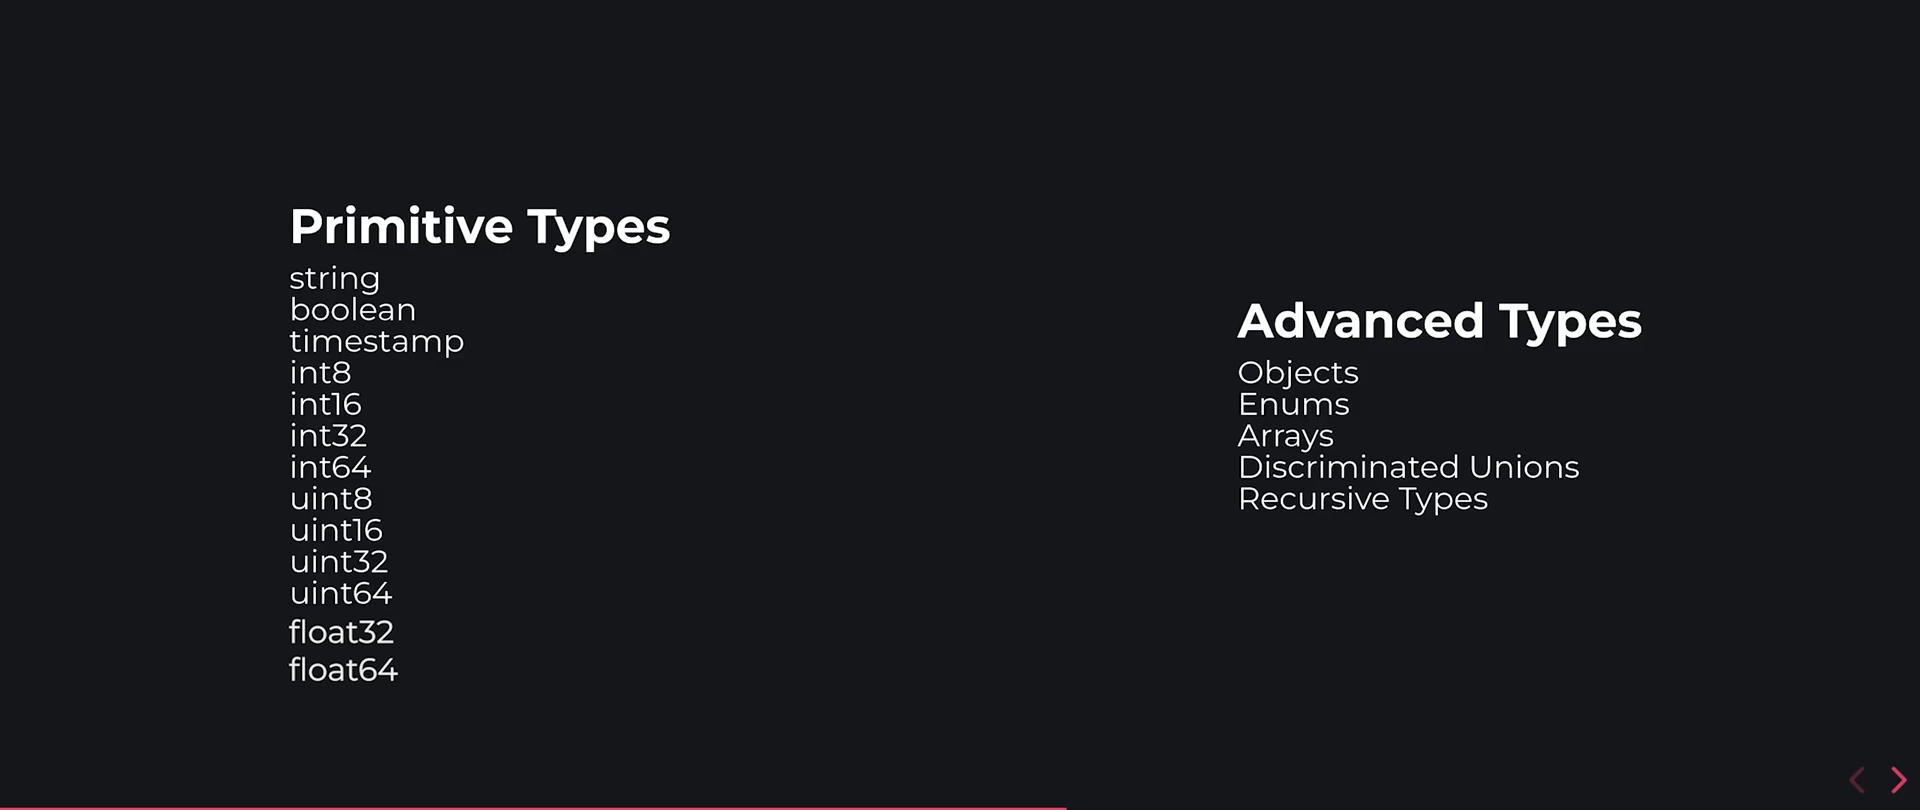 Primitive Types
string
boolean
timestamp
int8
int16
int32
int64
uint8
uint16
uint32
uint64
float32
float64
Advanced Types
Objects
Enums
Arrays
Discriminated Unions
Recursive Types